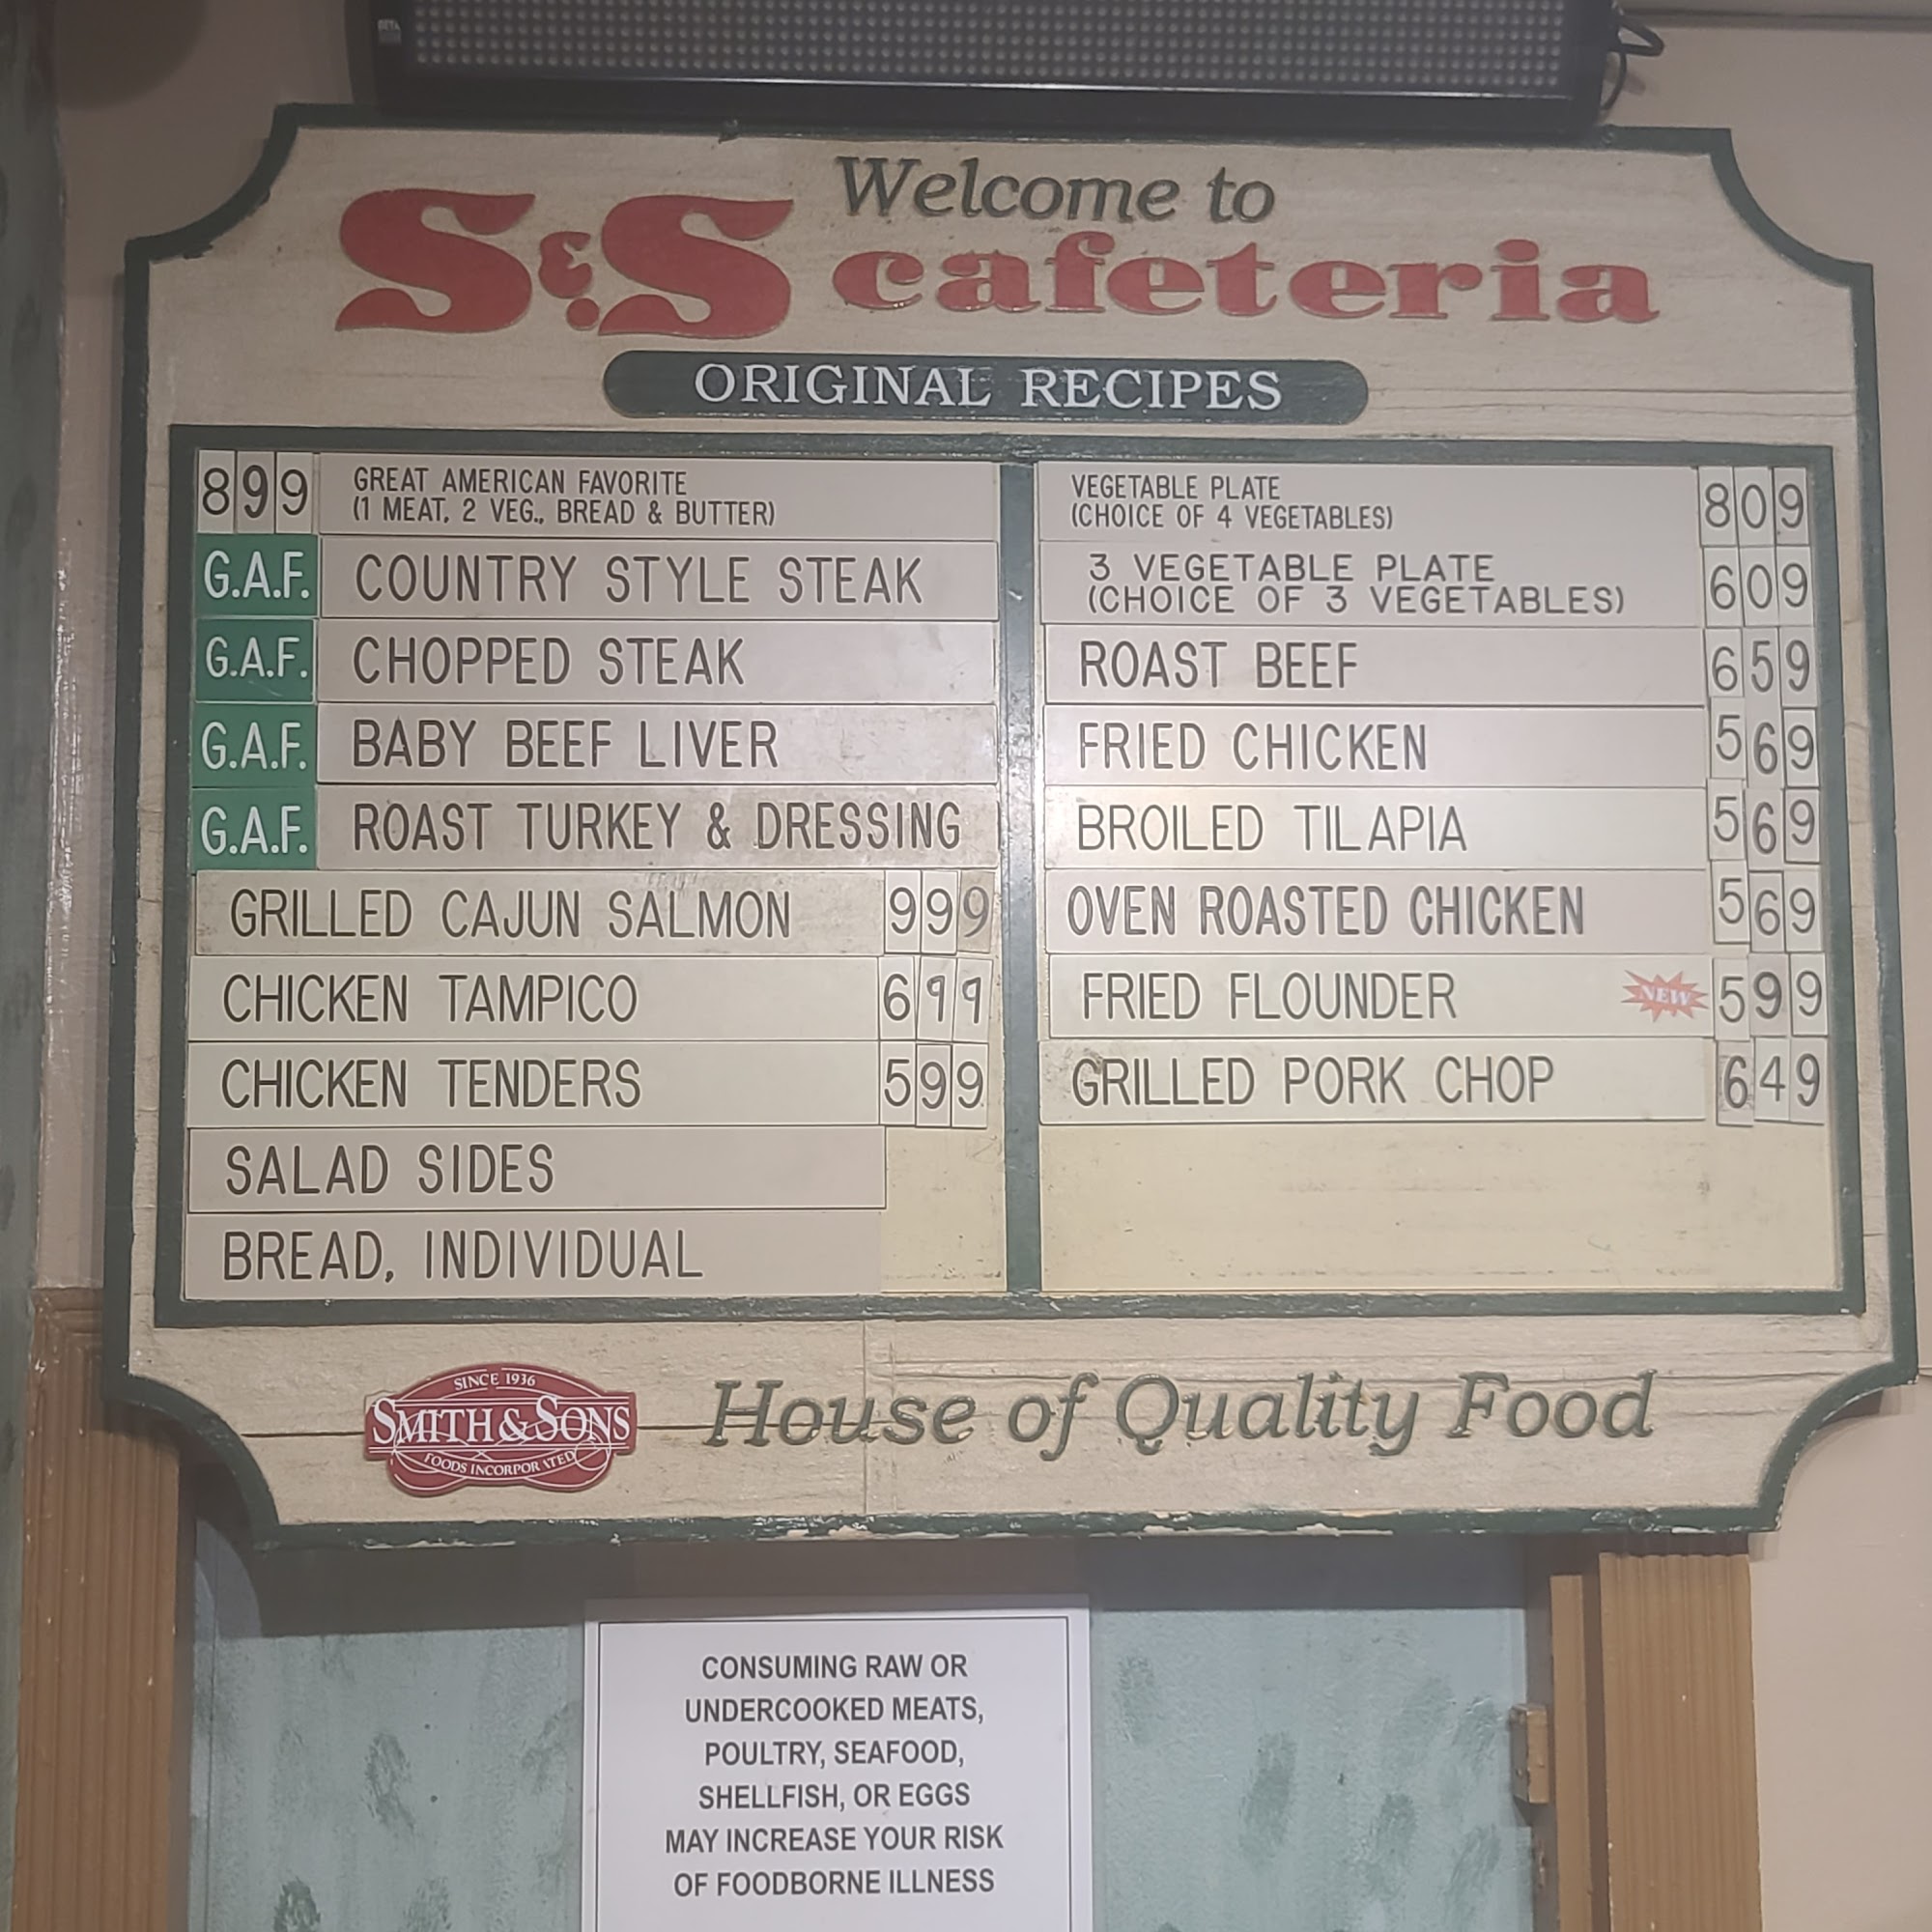 Welcome to
S&S cafeteria
ORIGINAL RECIPES
899 GREAT AMERICAN FAVORITE
(1 MEAT, 2 VEG., BREAD & BUTTER)
G.A.F. COUNTRY STYLE STEAK
G.A.F. CHOPPED STEAK
G.A.F. BABY BEEF LIVER
G.A.F. ROAST TURKEY & DRESSING
GRILLED CAJUN SALMON 999
CHICKEN TAMPICO 699
CHICKEN TENDERS 599
SALAD SIDES
BREAD, INDIVIDUAL
VEGETABLE PLATE
(CHOICE OF 4 VEGETABLES) 809
3 VEGETABLE PLATE
(CHOICE OF 3 VEGETABLES) 609
ROAST BEEF 659
FRIED CHICKEN 569
BROILED TILAPIA 569
OVEN ROASTED CHICKEN 569
FRIED FLOUNDER NEW 599
GRILLED PORK CHOP 649
SINCE 1936
SMITH & SONS
FOODS INCORPORATED
House of Quality Food
CONSUMING RAW OR
UNDERCOOKED MEATS,
POULTRY, SEAFOOD,
SHELLFISH, OR EGGS
MAY INCREASE YOUR RISK
OF FOODBORNE ILLNESS